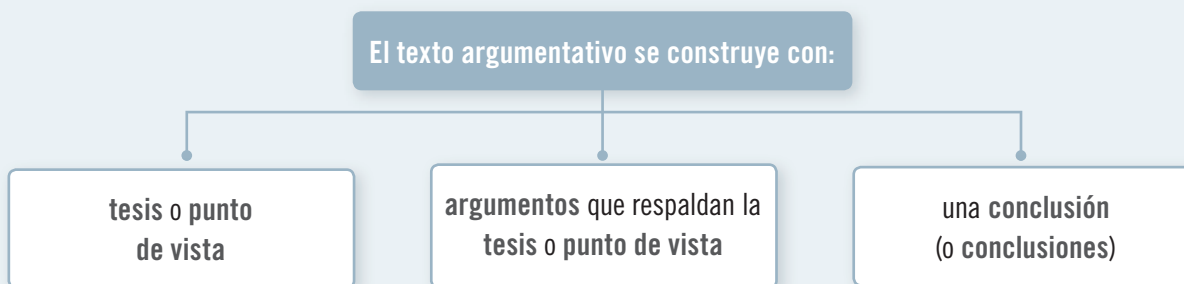 El texto argumentativo se construye con:
tesis o punto
de vista
argumentos que respaldan la
tesis o punto de vista
una conclusión
(o conclusiones)